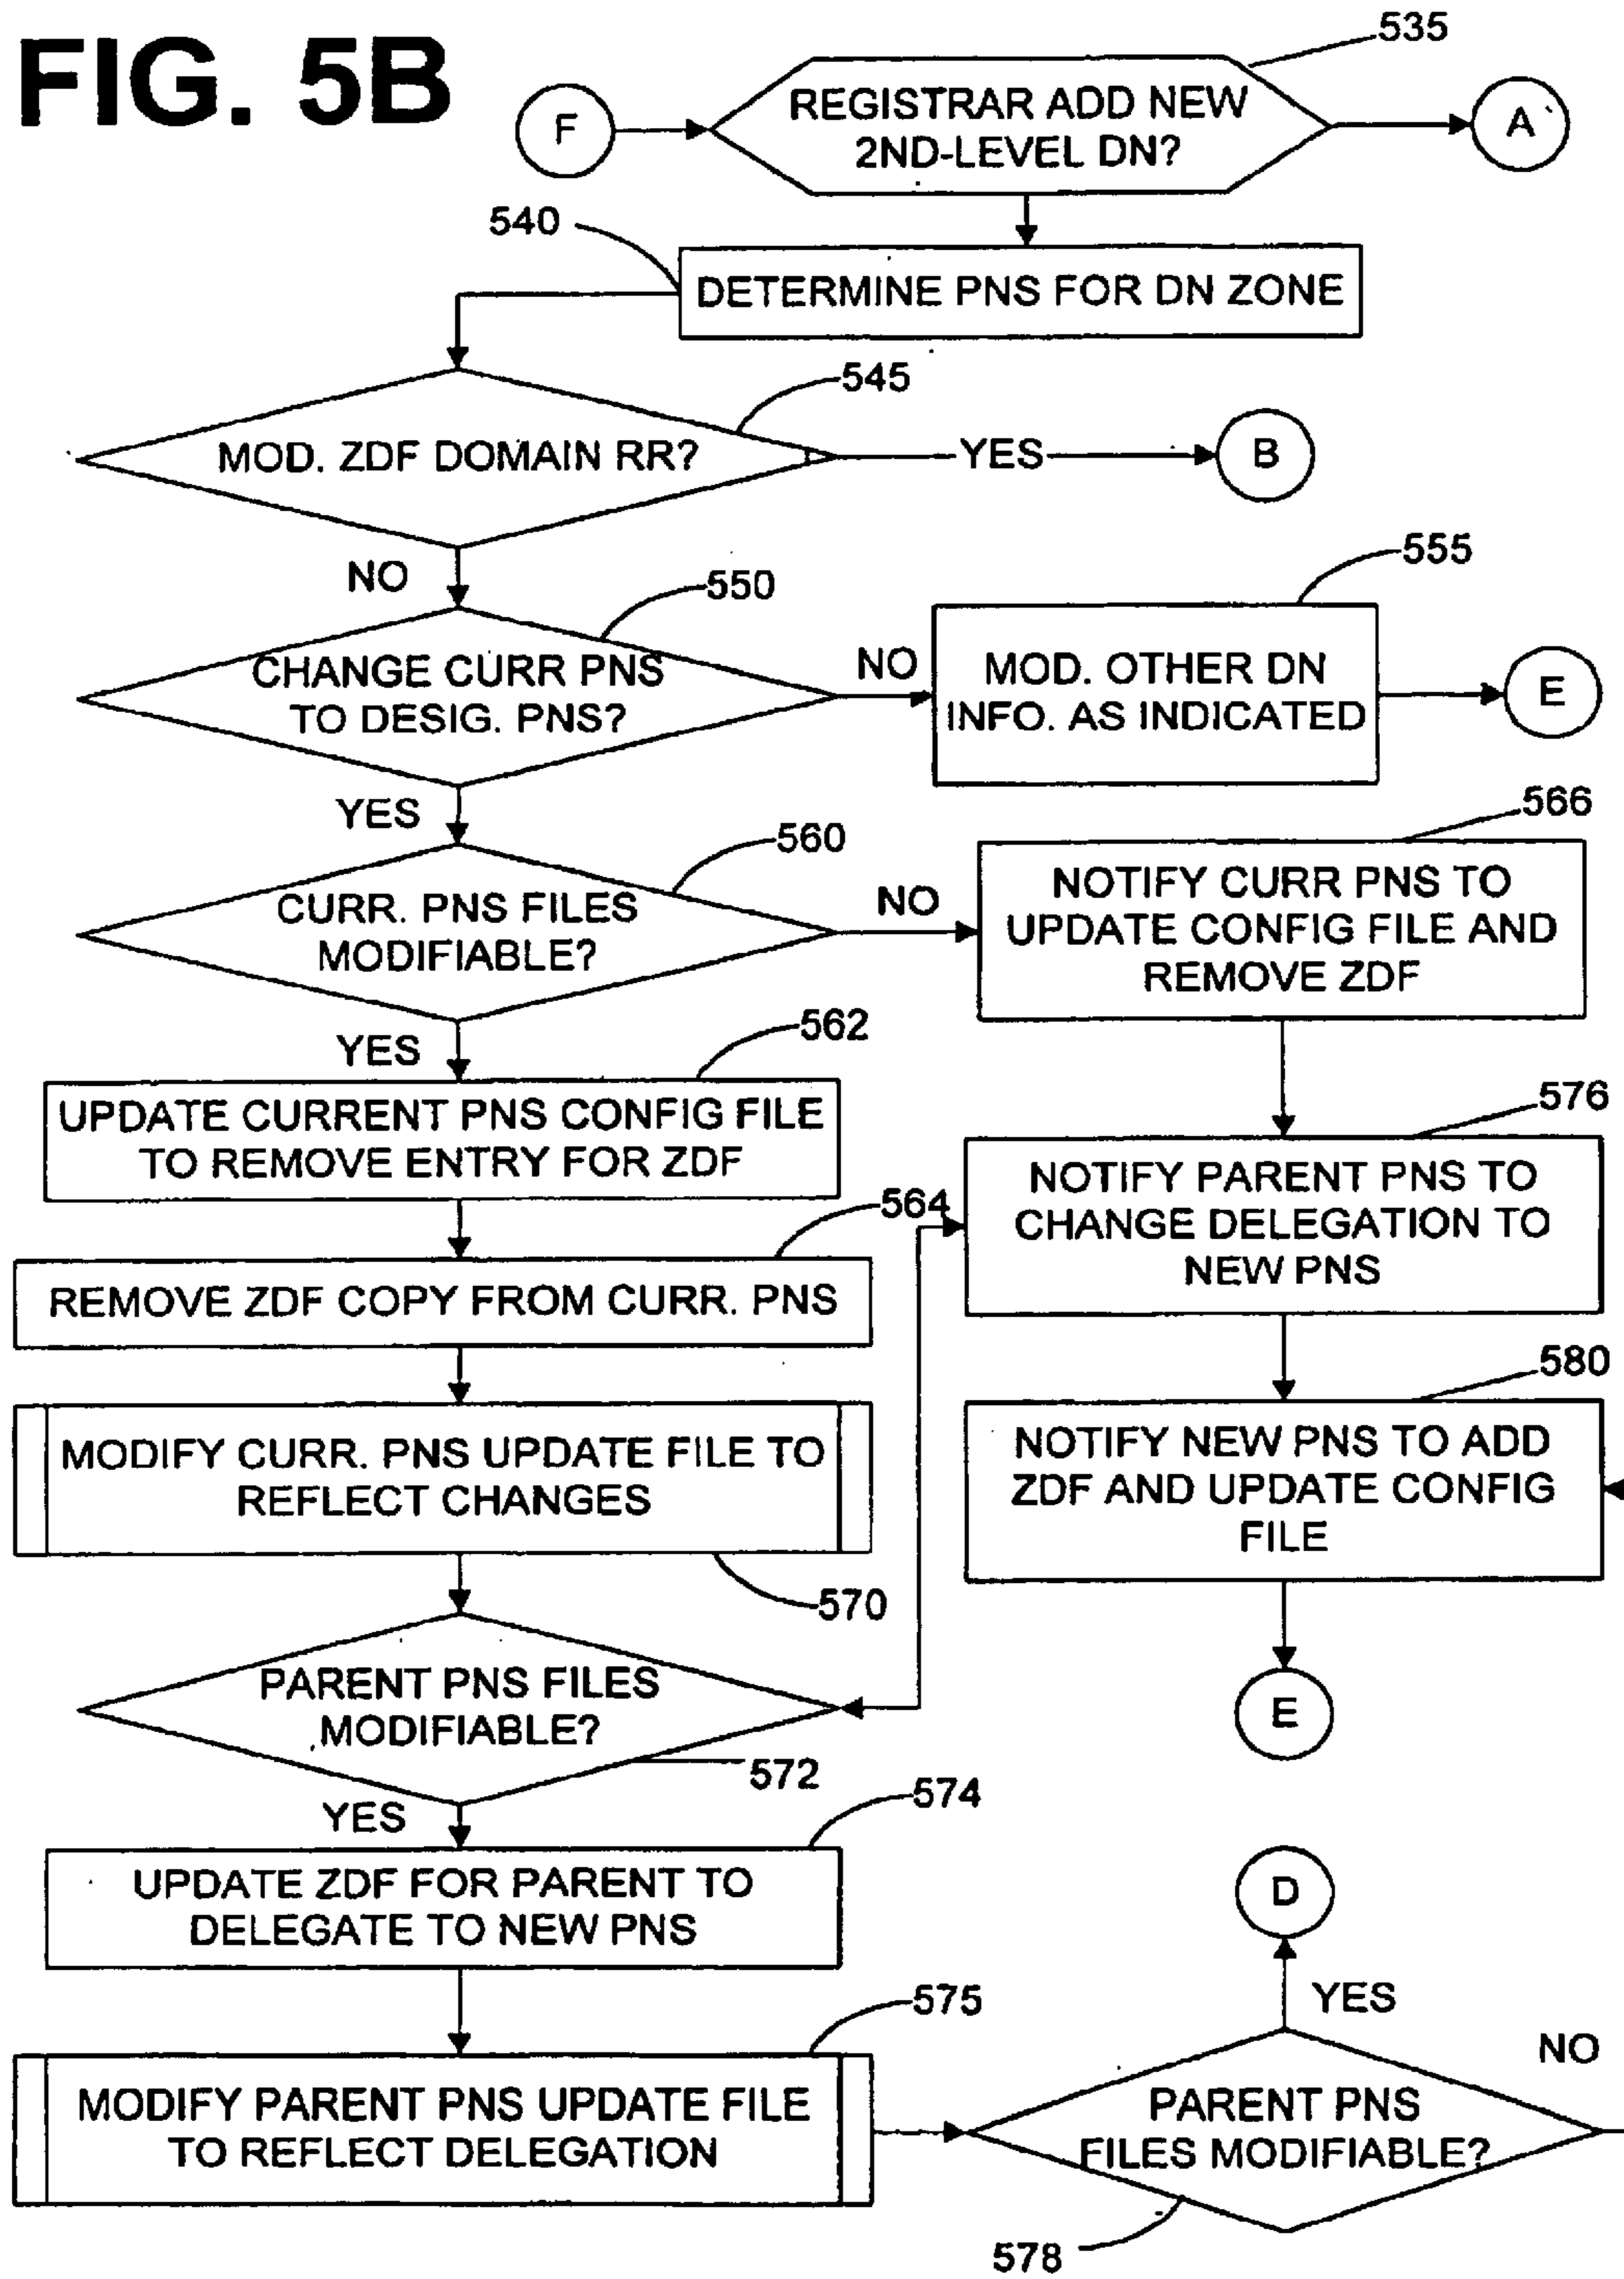 FIG. 5B
535
F
REGISTRAR ADD NEW
2ND-LEVEL DN?
A
540
DETERMINE PNS FOR DN ZONE
545
MOD. ZDF DOMAIN RR?
YES
B
NO
550
555
CHANGE CURR PNS
TO DESIG. PNS?
NO
MOD. OTHER DN
INFO. AS INDICATED
E
YES
560
566
CURR. PNS FILES
MODIFIABLE?
NO
NOTIFY CURR PNS TO
UPDATE CONFIG FILE AND
REMOVE ZDF
YES
562
UPDATE CURRENT PNS CONFIG FILE
TO REMOVE ENTRY FOR ZDF
576
NOTIFY PARENT PNS TO
CHANGE DELEGATION TO
NEW PNS
564
REMOVE ZDF COPY FROM CURR. PNS
580
MODIFY CURR. PNS UPDATE FILE TO
REFLECT CHANGES
570
NOTIFY NEW PNS TO ADD
ZDF AND UPDATE CONFIG
FILE
E
PARENT PNS FILES
MODIFIABLE?
572
YES
574
UPDATE ZDF FOR PARENT TO
DELEGATE TO NEW PNS
D
YES
575
MODIFY PARENT PNS UPDATE FILE
TO REFLECT DELEGATION
NO
PARENT PNS
FILES MODIFIABLE?
578